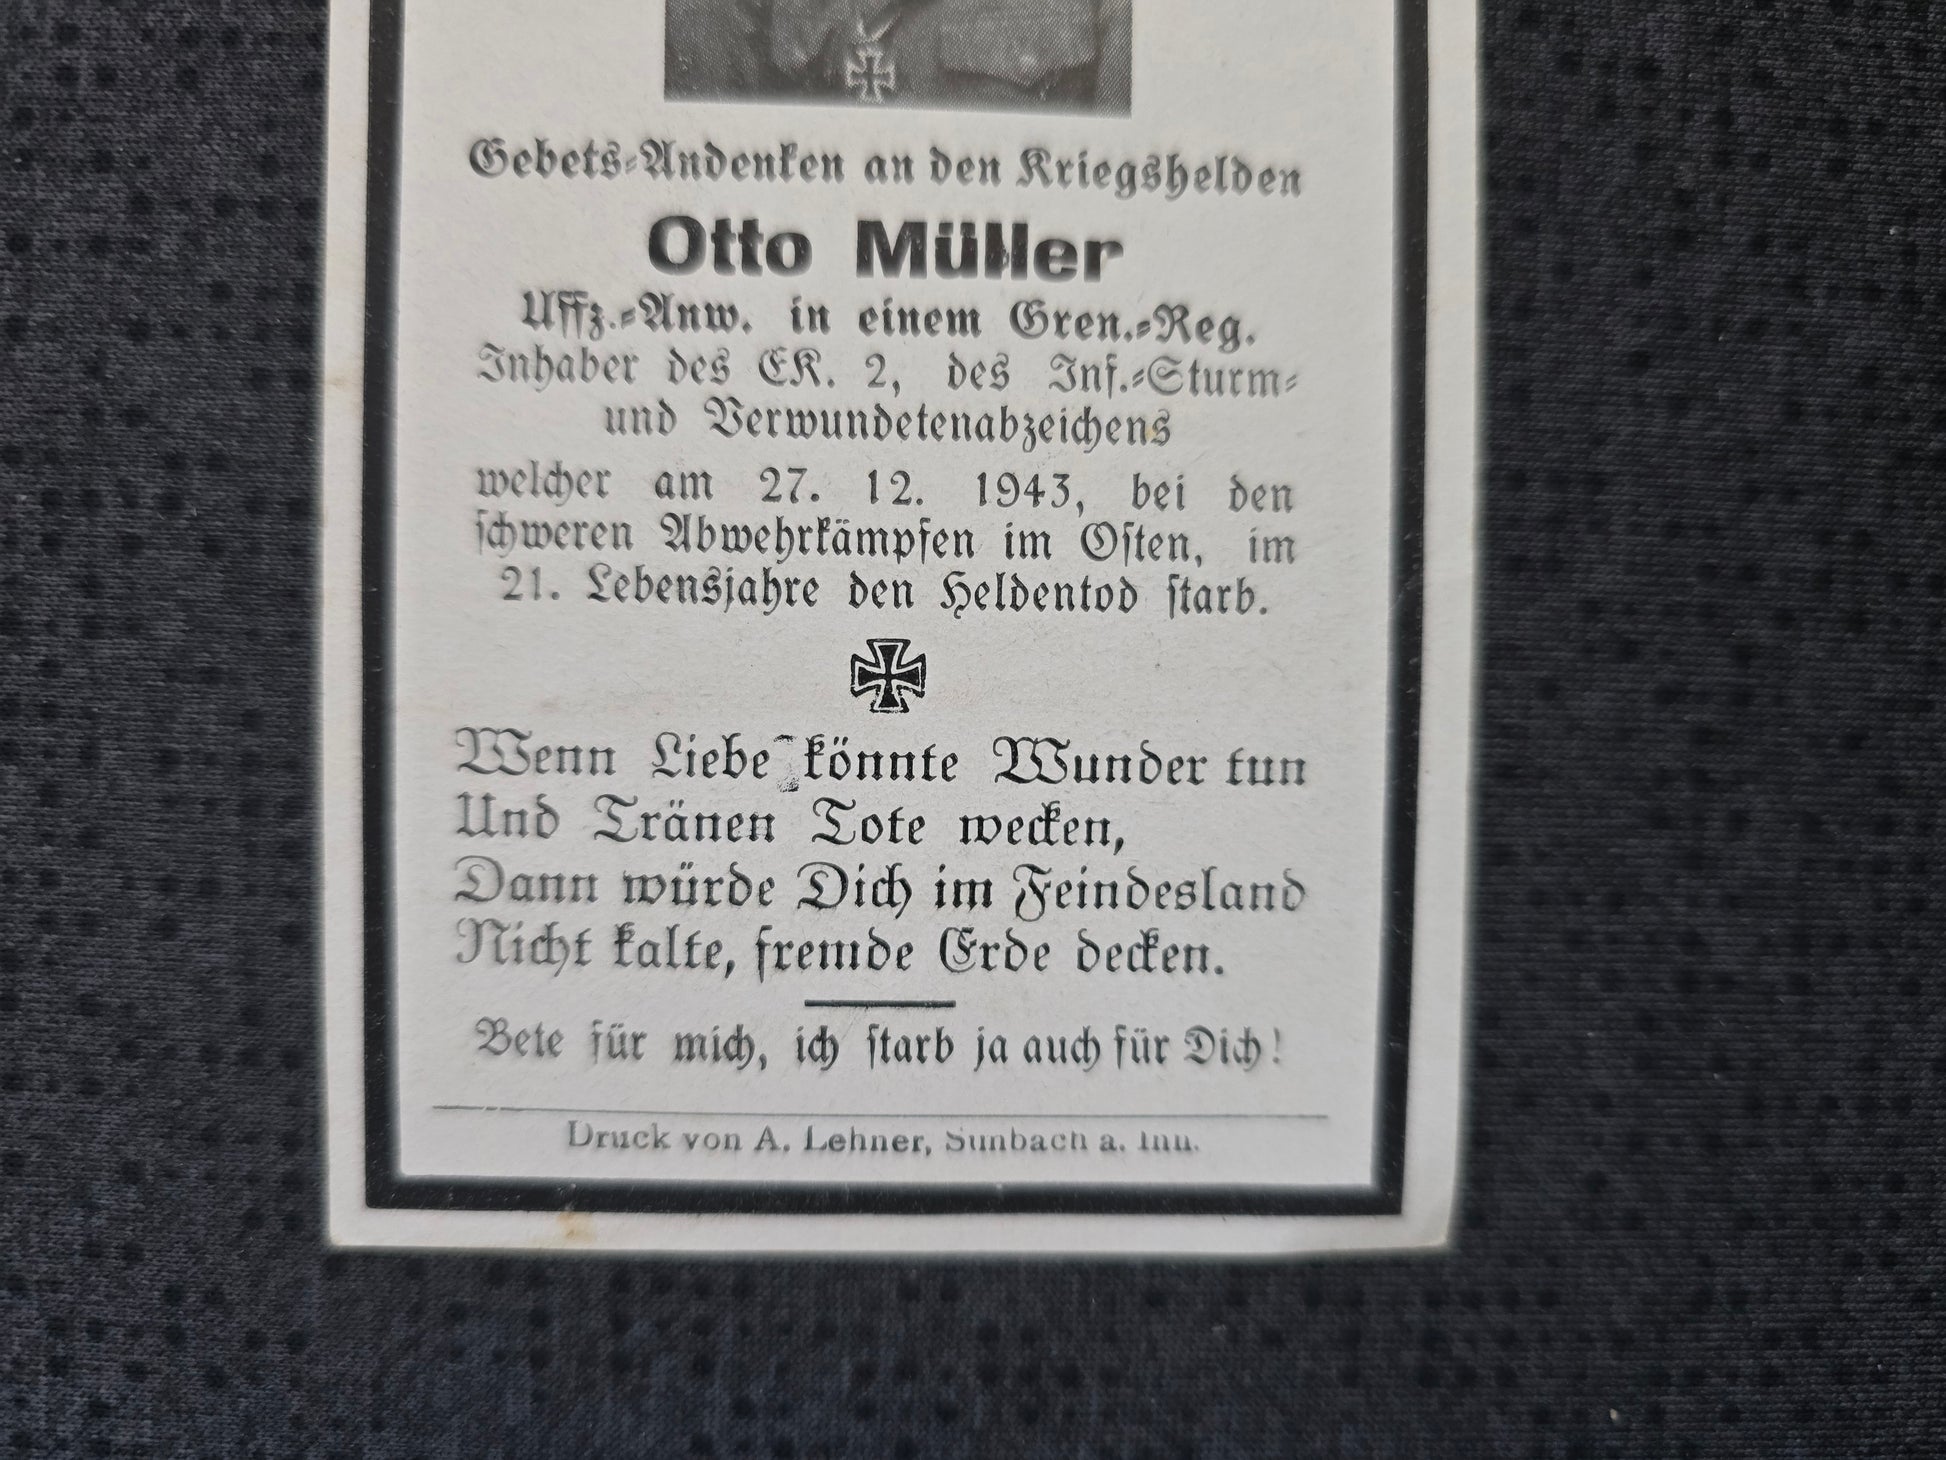 Gebets-Andenken an den Kriegshelden
Otto Müller
Uffz.-Anw. in einem Gren.-Reg.
Inhaber des EK. 2, des Inf.-Sturm-
und Verwundetenabzeichens
welcher am 27. 12. 1943, bei den
schweren Abwehrkämpfen im Osten, im
21. Lebensjahre den Heldentod starb.
Wenn Liebe könnte Wunder tun
Und Tränen Tote wecken,
Dann würde Dich im Feindesland
Nicht kalte, fremde Erde decken.
Bete für mich, ich starb ja auch für Dich!
Druck von A. Lehner, Simbach a. Inn.